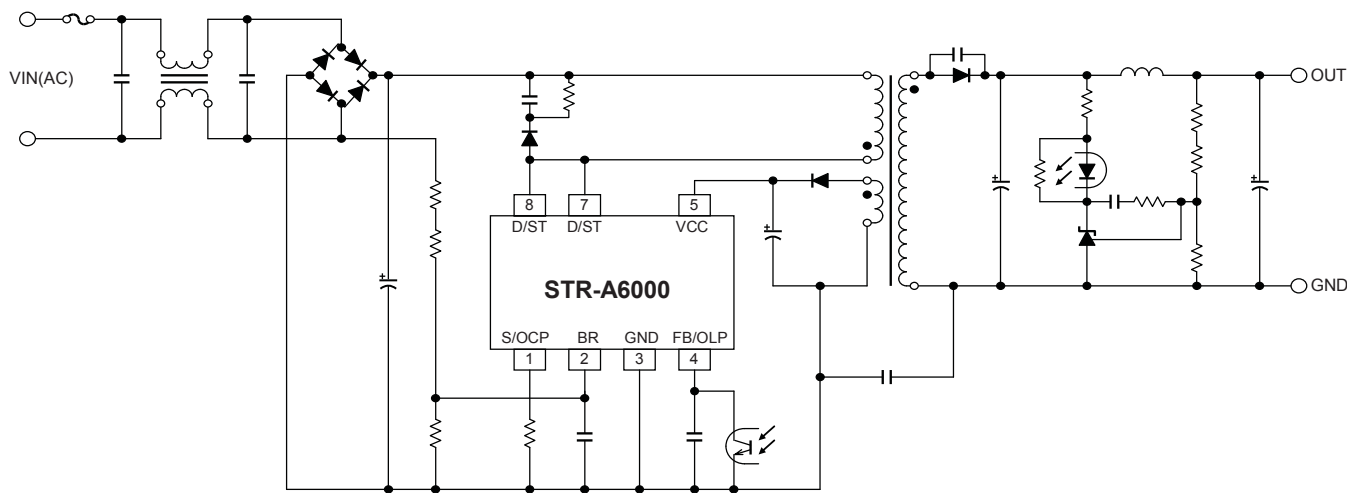 VIN(AC)
OUT
8
7
5
D/ST
D/ST
VCC
STR-A6000
GND
S/OCP
BR
GND
FB/OLP
1
2
3
4